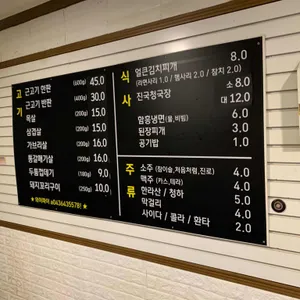 고기
근고기 한판 (600g) 45.0
근고기 반판 (400g) 30.0
목살 (200g) 15.0
삼겹살 (200g) 15.0
가브리살 (200g) 16.0
통갈매기살 (200g) 16.0
두툼껍데기 (180g) 9.0
돼지꼬리구이 (250g) 10.0
식사
얼큰김치찌개 8.0
(라면사리 1.0 / 햄사리 2.0 / 참치 2.0)
진국청국장 소 8.0
대 12.0
함흥냉면(물,비빔) 6.0
된장찌개 3.0
공기밥 1.0
주류
소주 (참이슬,처음처럼,진로) 4.0
맥주 (카스,테라) 4.0
한라산 / 청하 5.0
막걸리 4.0
사이다 / 콜라 / 환타 2.0